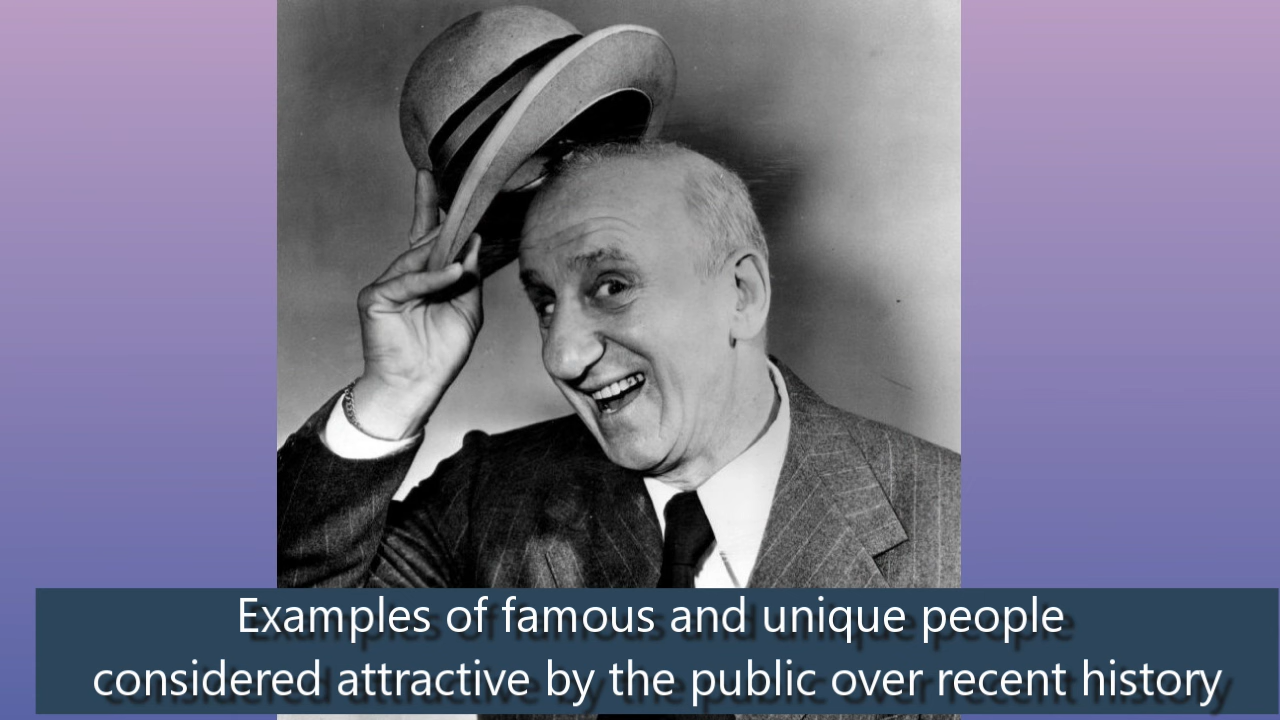 Examples of famous and unique people
considered attractive by the public over recent history